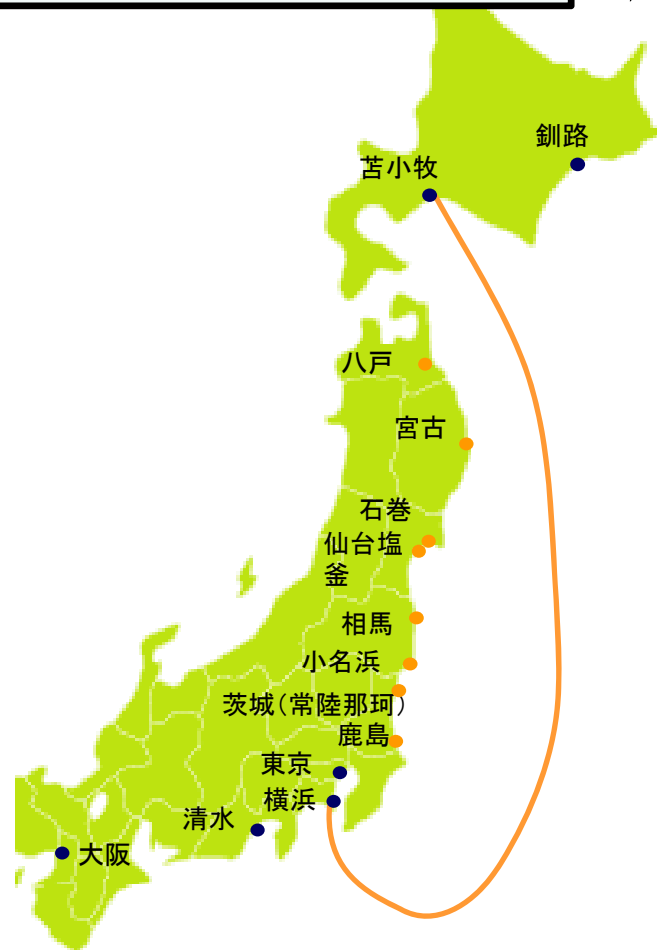 釧路
苫小牧
八戸
宮古
石巻
仙台塩
釜
相馬
小名浜
茨城(常陸那珂)
鹿島
東京
横浜
清水
大阪